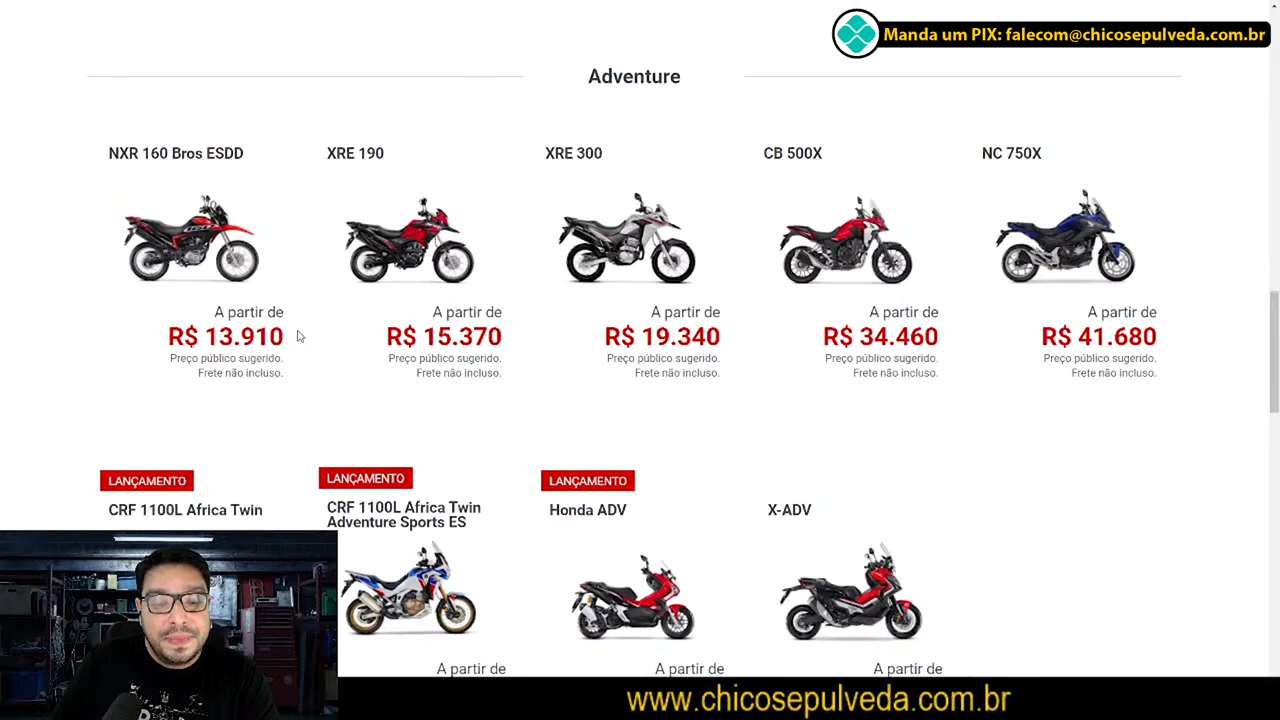 Manda um PIX: falecom@chicosepulveda.com.br
Adventure
NXR 160 Bros ESDD
XRE 190
XRE 300
CB 500X
NC 750X
A partir de
R$ 13.910
Preço público sugerido.
Frete não incluso.
A partir de
R$ 15.370
Preço público sugerido.
Frete não incluso.
A partir de
R$ 19.340
Preço público sugerido.
Frete não incluso.
A partir de
R$ 34.460
Preço público sugerido.
Frete não incluso.
A partir de
R$ 41.680
Preço público sugerido.
Frete não incluso.
LANÇAMENTO
CRF 1100L Africa Twin
LANÇAMENTO
CRF 1100L Africa Twin
Adventure Sports ES
LANÇAMENTO
Honda ADV
X-ADV
A partir de
A partir de
A partir de
www.chicosepulveda.com.br